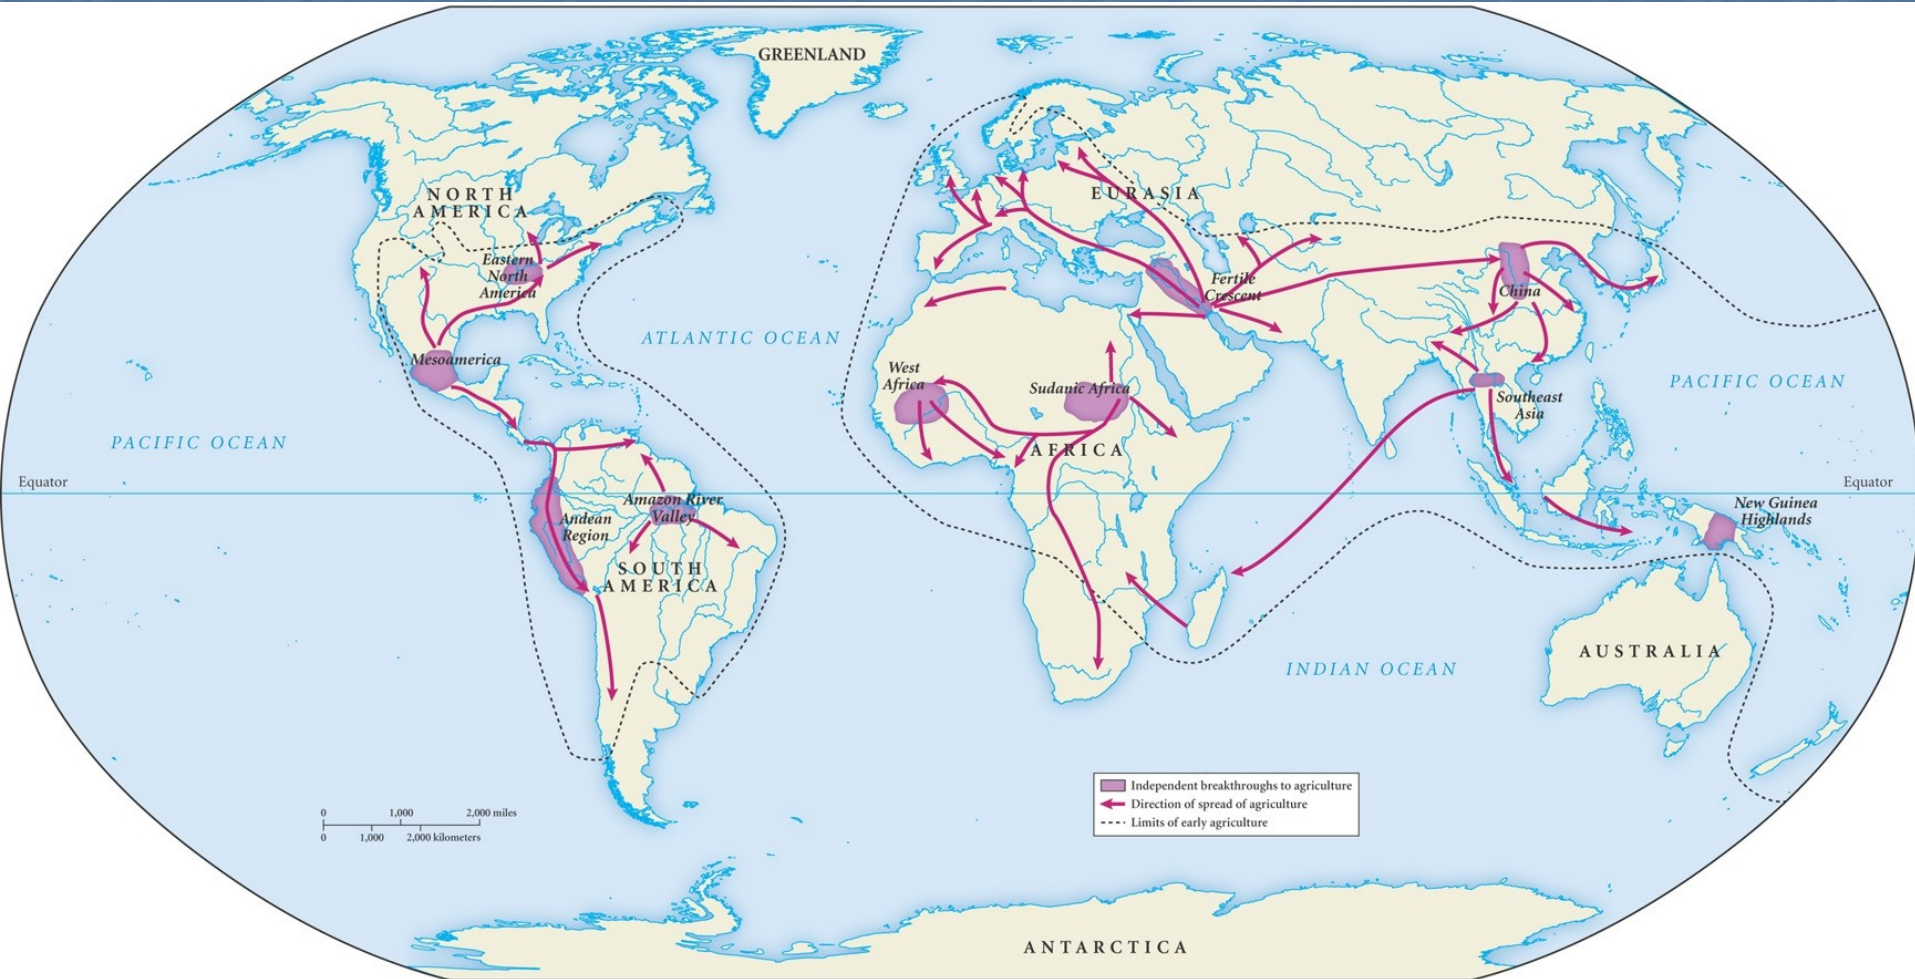 GREENLAND
NORTH
AMERICA
EURASIA
Eastern
North
America
Fertile
Crescent
China
ATLANTIC OCEAN
Mesoamerica
West
Africa
Sudanic Africa
PACIFIC OCEAN
Southeast
Asia
PACIFIC OCEAN
AFRICA
Equator
Equator
Amazon River
Valley
Andean
Region
New Guinea
Highlands
SOUTH
AMERICA
AUSTRALIA
INDIAN OCEAN
Independent breakthroughs to agriculture
Direction of spread of agriculture
Limits of early agriculture
0 1,000 2,000 miles
0 1,000 2,000 kilometers
ANTARCTICA